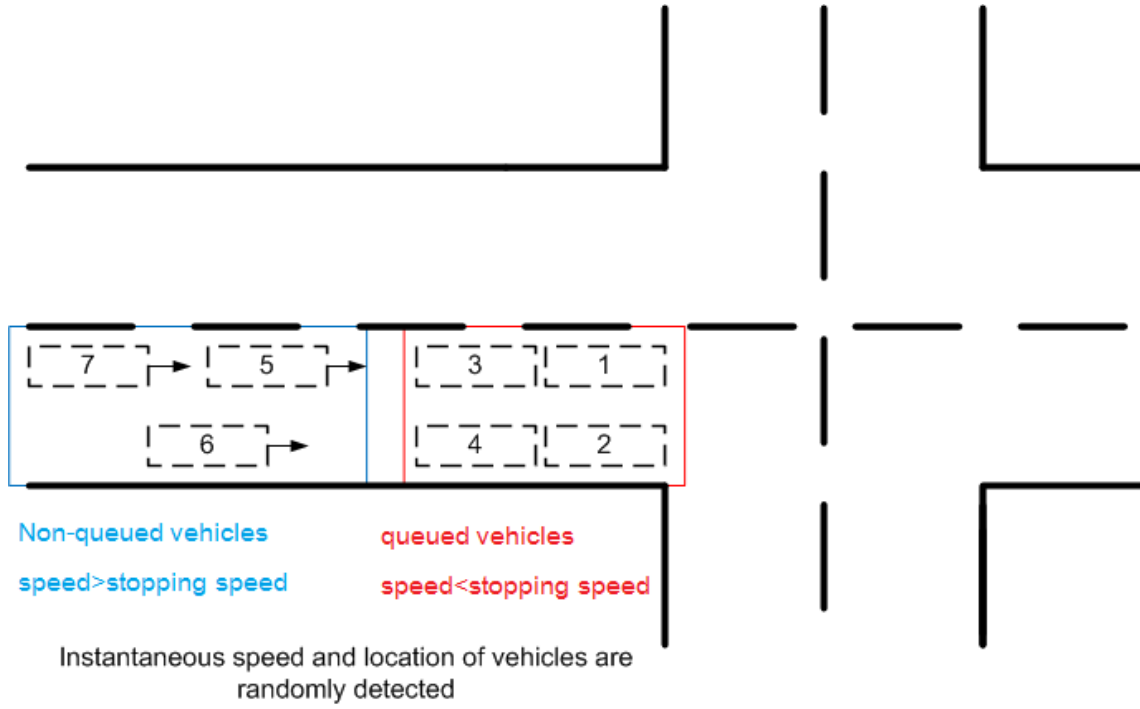 7 5 3 1
6 4 2
Non-queued vehicles queued vehicles
speed>stopping speed speed<stopping speed
Instantaneous speed and location of vehicles are
randomly detected